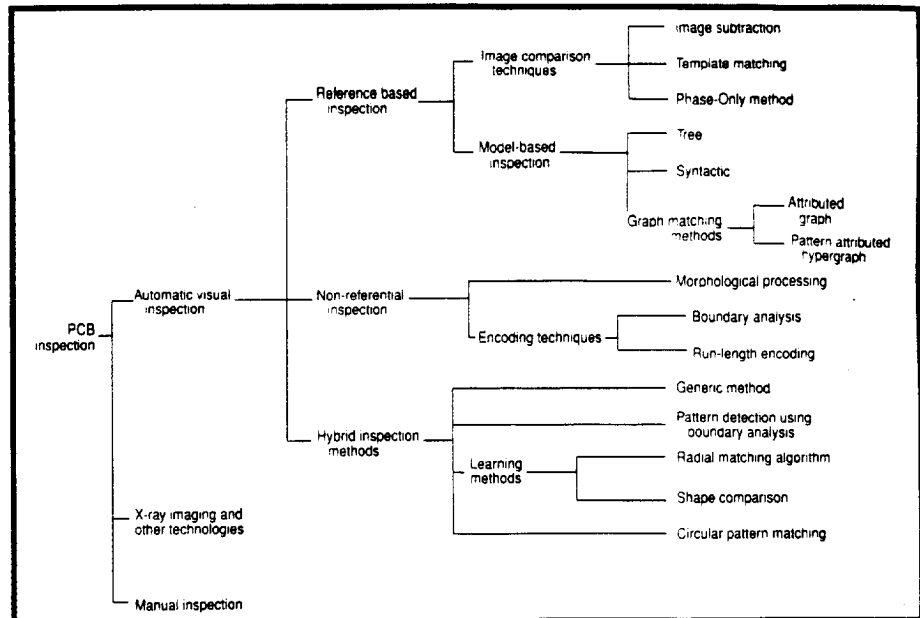 Image subtraction
Image comparison
techniques
Template matching
Reference based
inspection
Phase-Only method
Tree
Model-based
inspection
Syntactic
Graph matching
methods
Attributed
graph
Pattern attributed
hypergraph
Automatic visual
inspection
Non-referential
inspection
Morphological processing
PCB
inspection
Encoding techniques
Boundary analysis
Run-length encoding
Generic method
Hybrid inspection
methods
Pattern detection using
boundary analysis
Learning
methods
Radial matching algorithm
Shape comparison
X-ray imaging and
other technologies
Circular pattern matching
Manual inspection